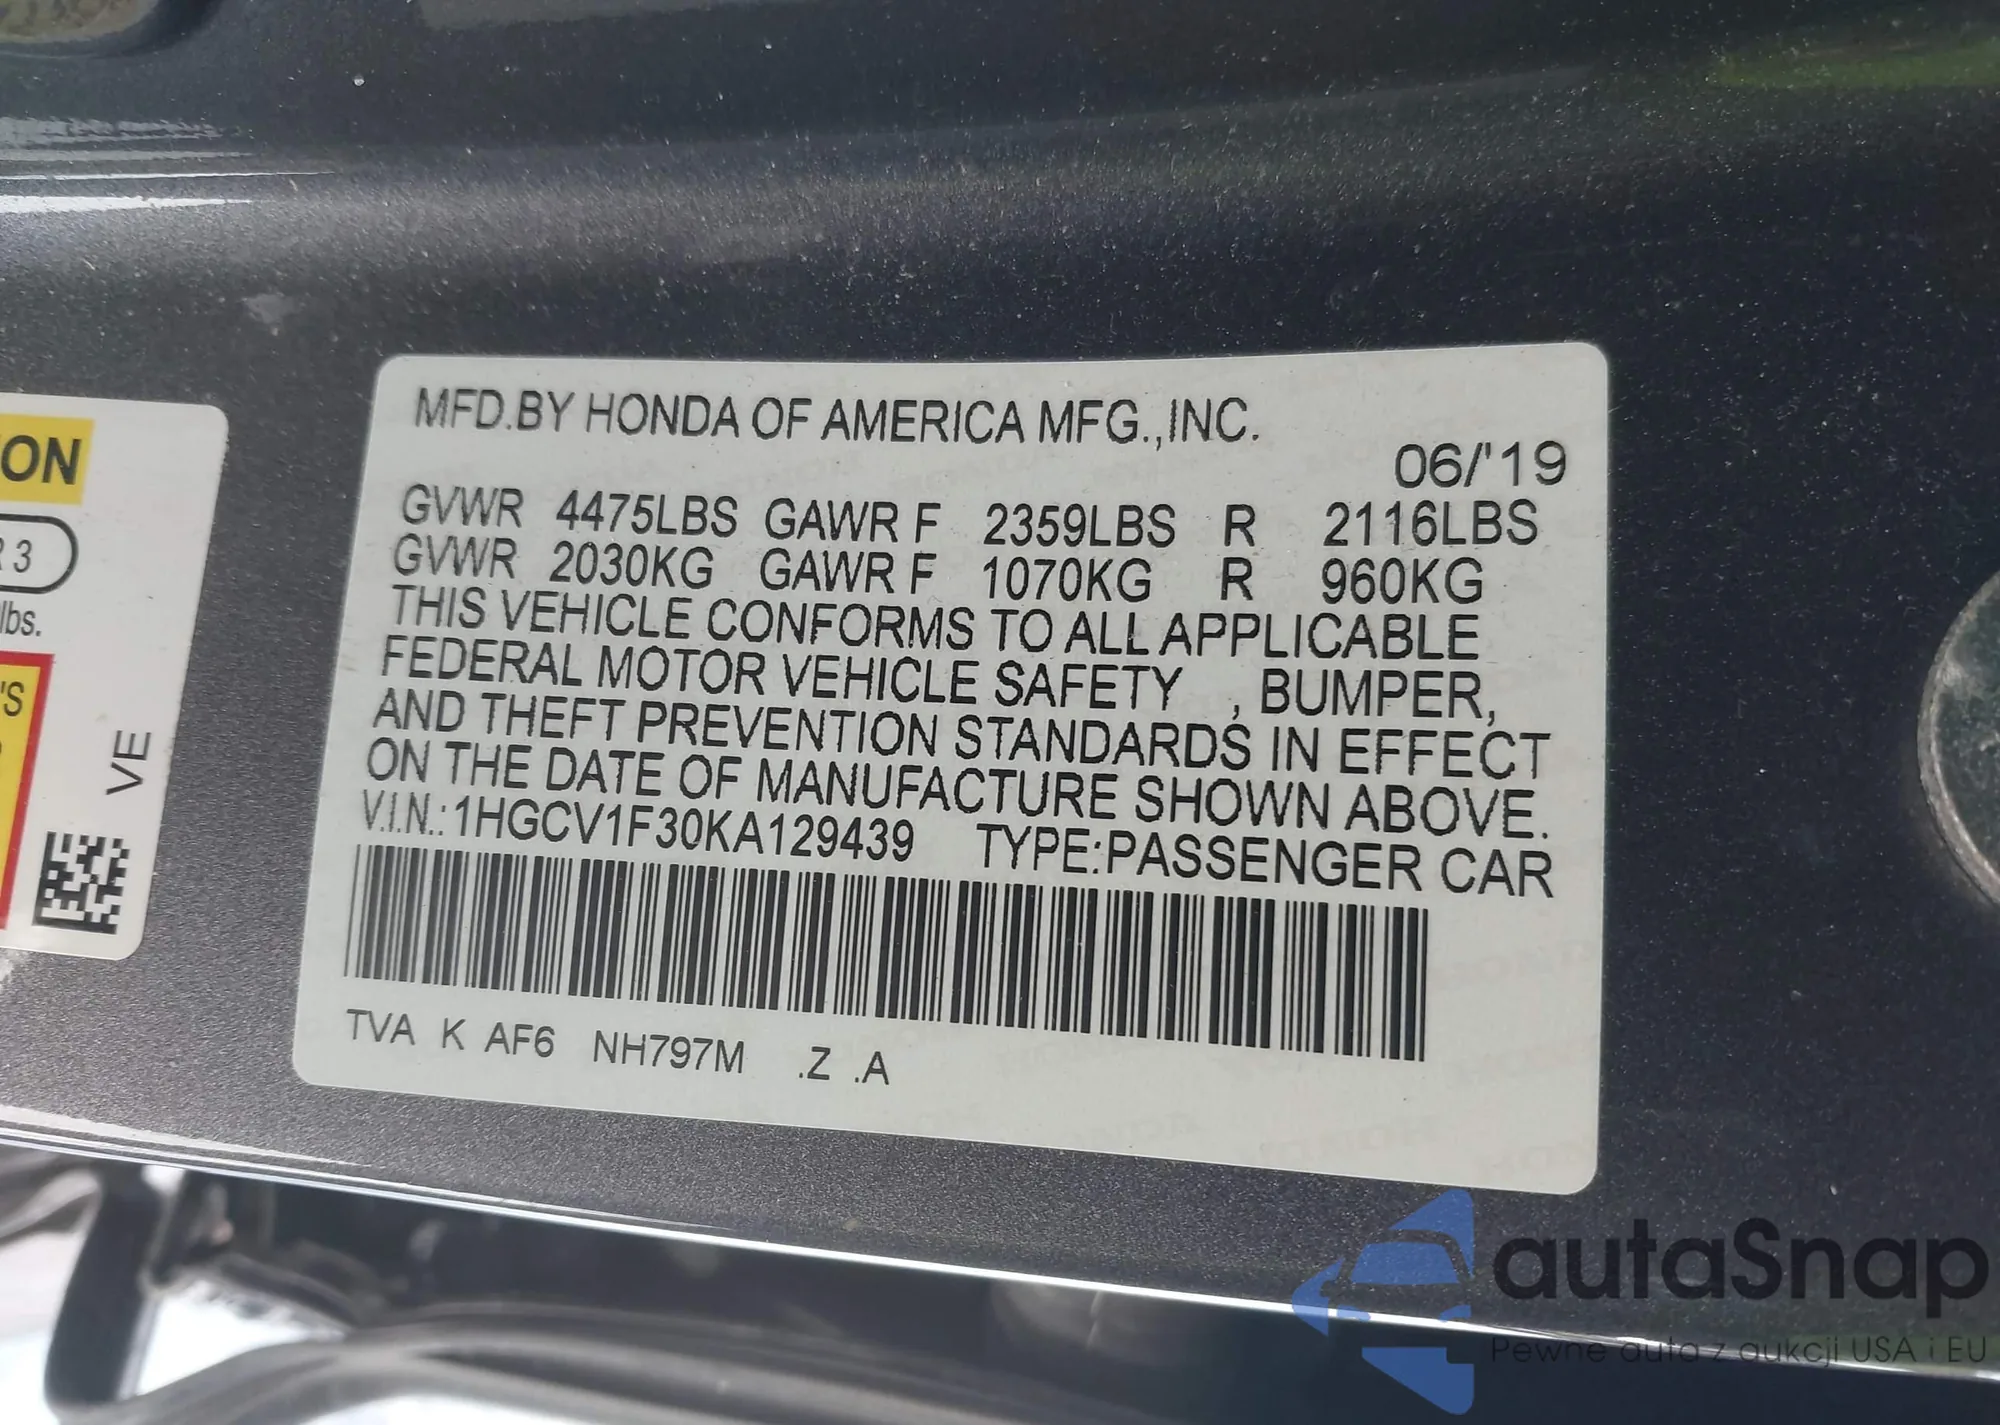 MFD.BY HONDA OF AMERICA MFG.,INC.
06/'19
GVWR 4475LBS GAWR F 2359LBS R 2116LBS
GVWR 2030KG GAWR F 1070KG R 960KG
THIS VEHICLE CONFORMS TO ALL APPLICABLE
FEDERAL MOTOR VEHICLE SAFETY , BUMPER,
AND THEFT PREVENTION STANDARDS IN EFFECT
ON THE DATE OF MANUFACTURE SHOWN ABOVE.
V.I.N.: 1HGCV1F30KA129439 TYPE:PASSENGER CAR
TVA K AF6 NH797M .Z .A
ON
R 3
lbs.
'S
VE
autaSnap
Pewne auta z aukcji USA i EU